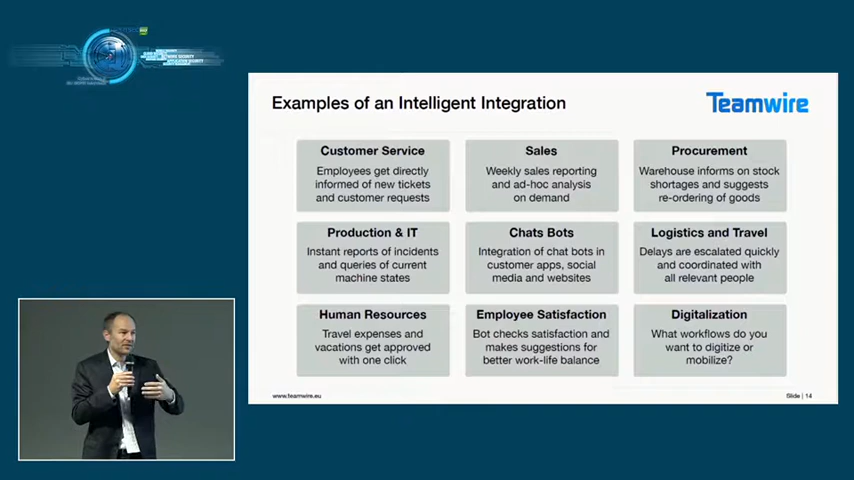 Examples of an Intelligent Integration
Teamwire
Customer Service
Employees get directly
informed of new tickets
and customer requests
Sales
Weekly sales reporting
and ad-hoc analysis
on demand
Procurement
Warehouse informs on stock
shortages and suggests
re-ordering of goods
Production & IT
Instant reports of incidents
and queries of current
machine states
Chats Bots
Integration of chat bots in
customer apps, social
media and websites
Logistics and Travel
Delays are escalated quickly
and coordinated with
all relevant people
Human Resources
Travel expenses and
vacations get approved
with one click
Employee Satisfaction
Bot checks satisfaction and
makes suggestions for
better work-life balance
Digitalization
What workflows do you
want to digitize or
mobilize?
www.teamwire.eu
Slide | 14